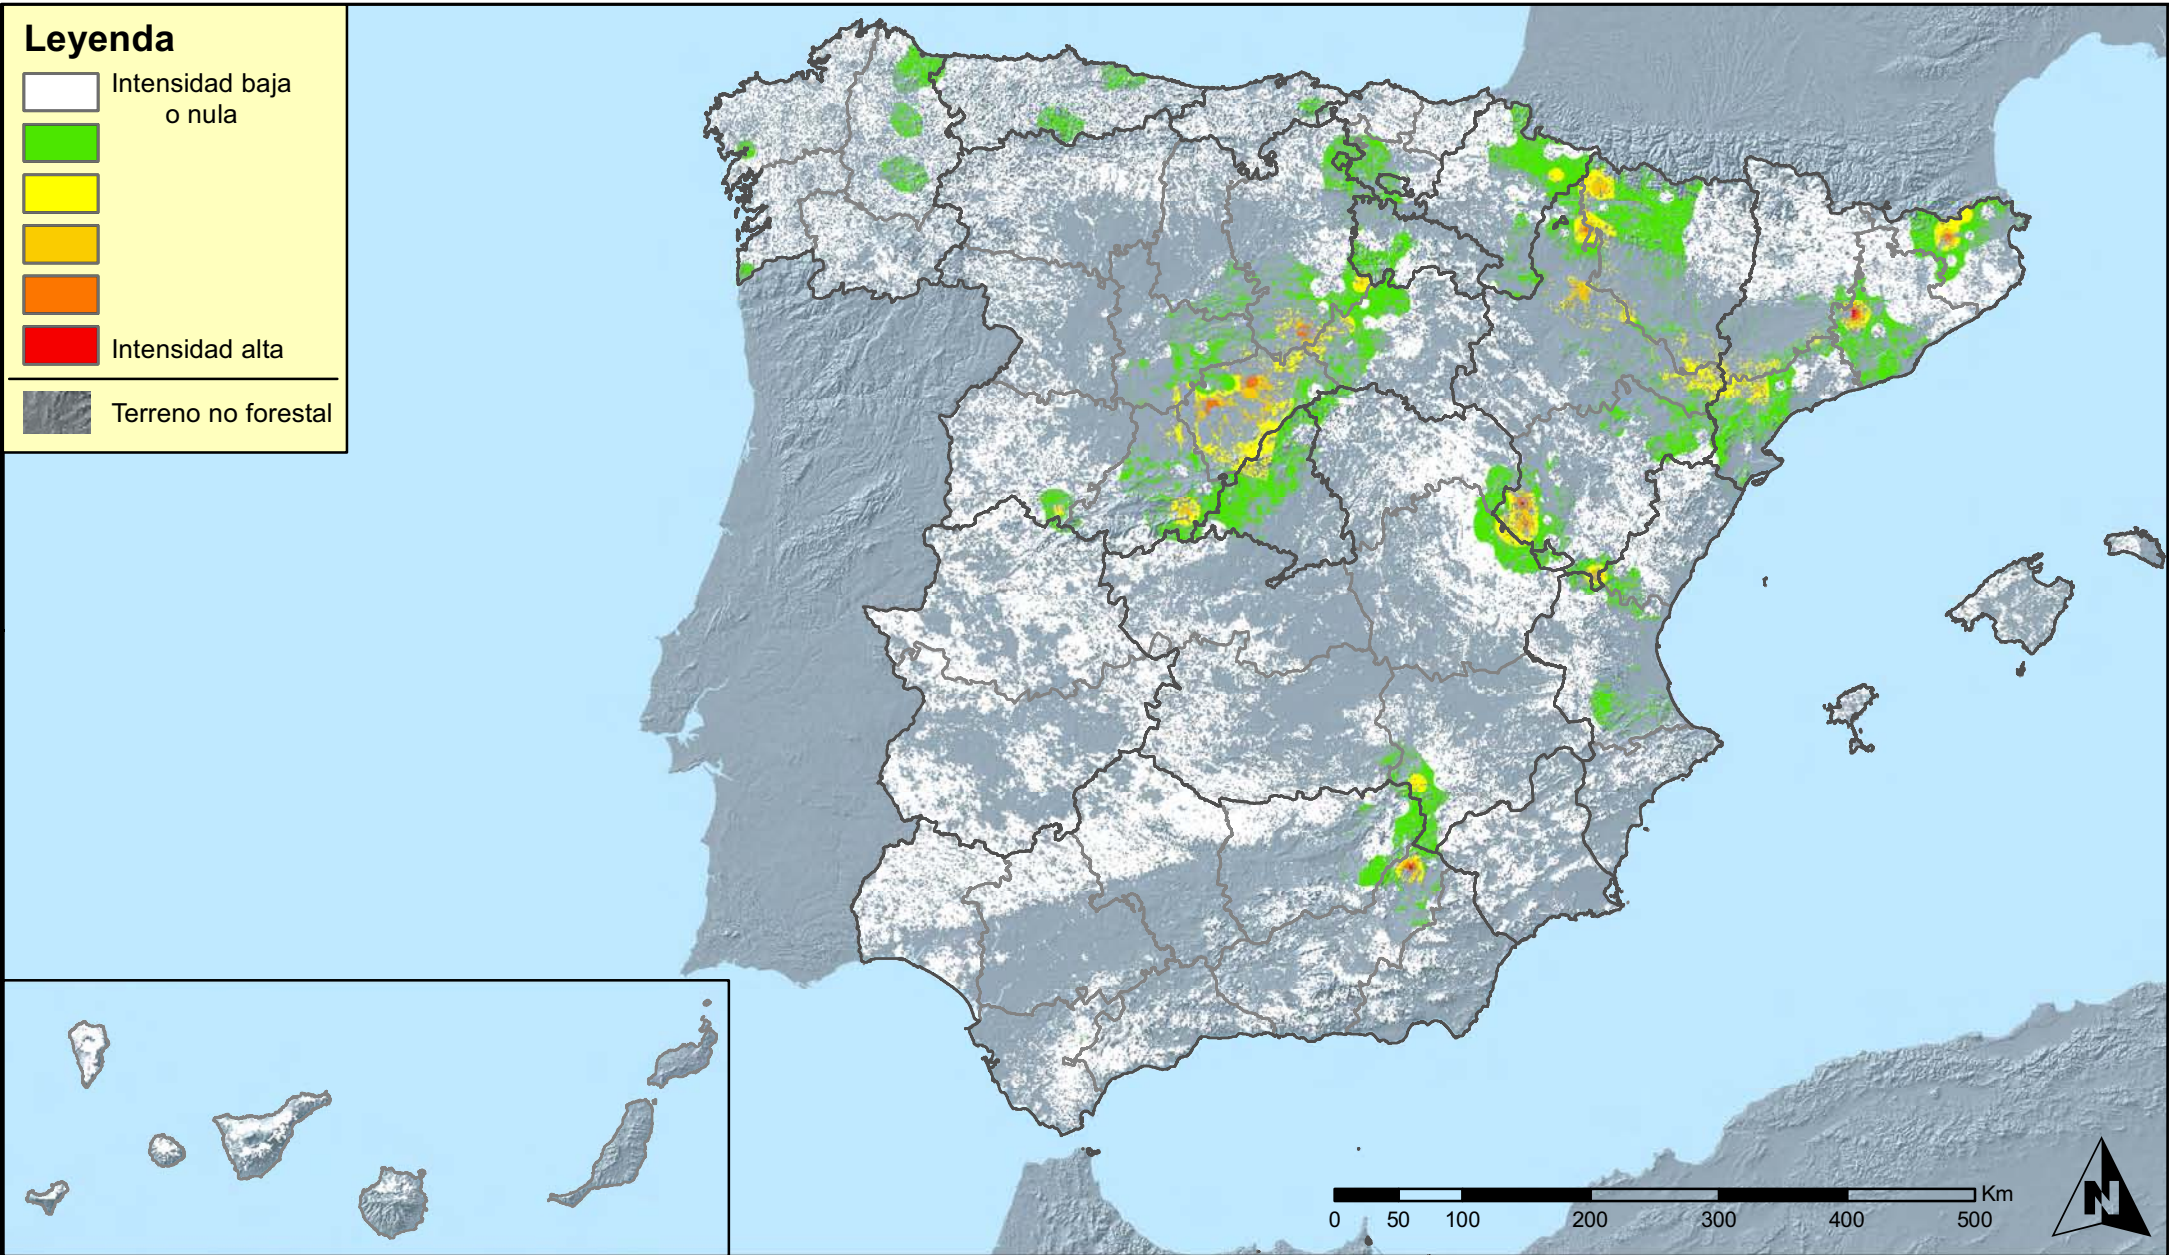 Leyenda
Intensidad baja
o nula
Intensidad alta
Terreno no forestal
Km
0 50 100 200 300 400 500
N